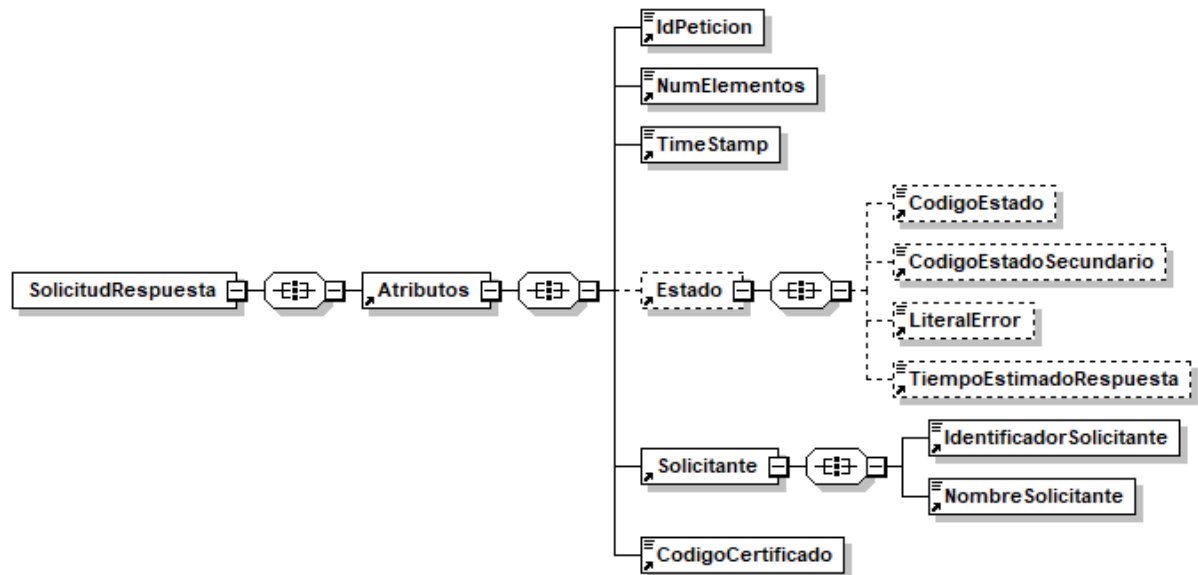 IdPeticion
NumElementos
TimeStamp
CodigoEstado
CodigoEstadoSecundario
SolicitudRespuesta
Atributos
Estado
LiteralError
TiempoEstimadoRespuesta
IdentificadorSolicitante
Solicitante
NombreSolicitante
CodigoCertificado